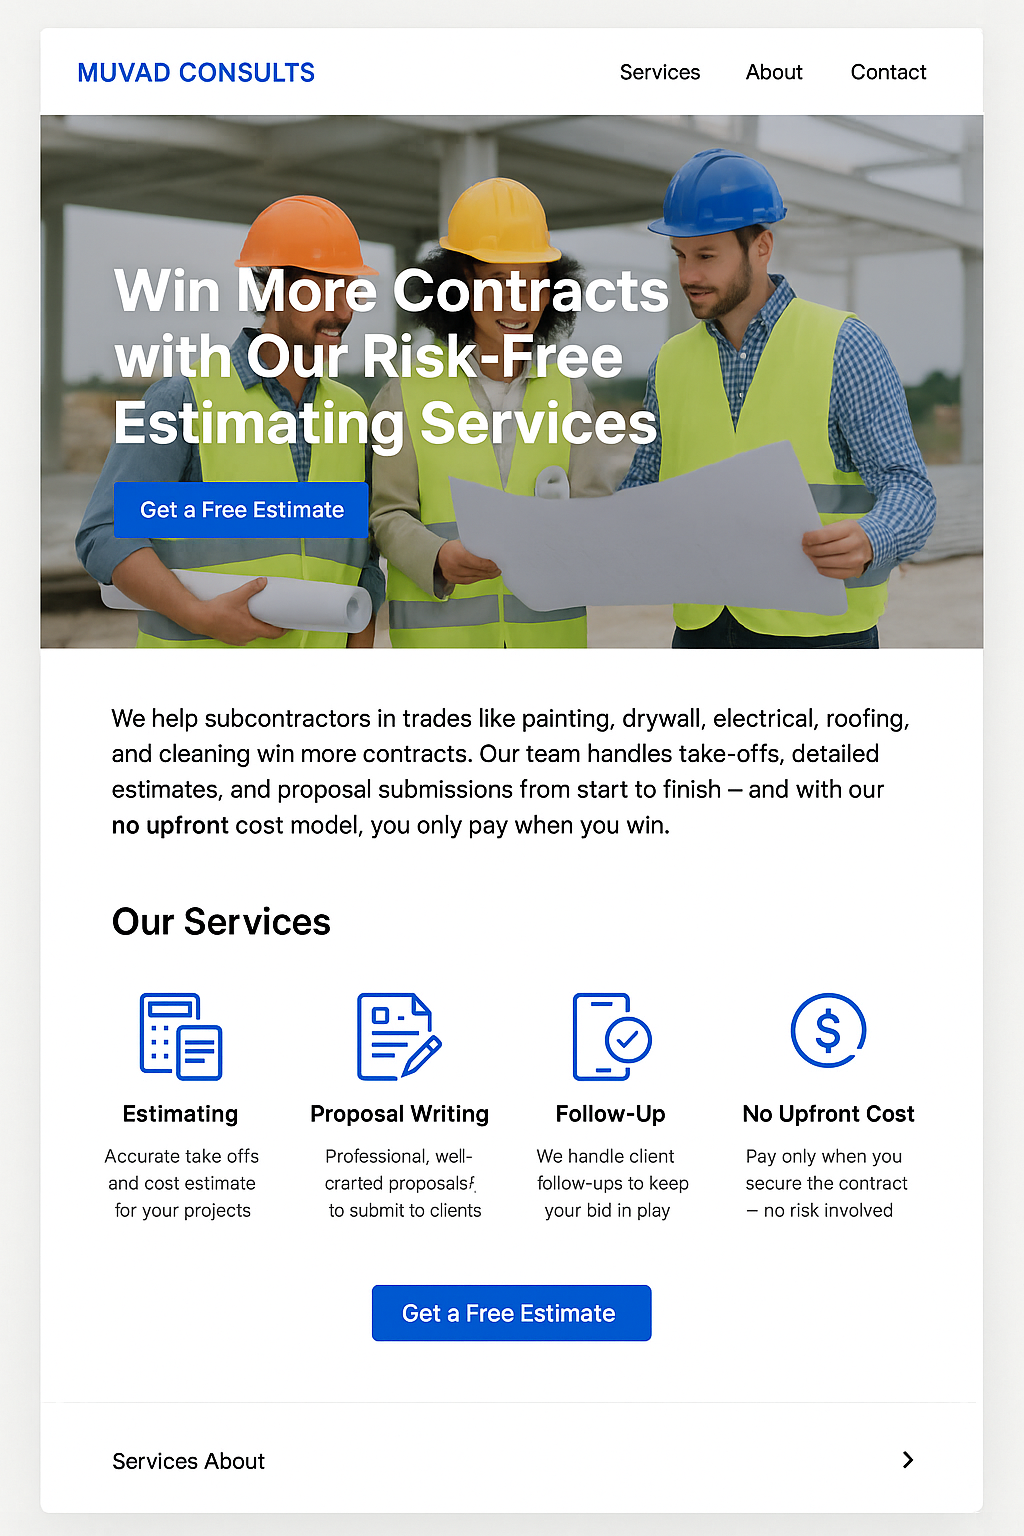 MUVAD CONSULTS
Services About Contact
Win More Contracts
with Our Risk-Free
Estimating Services
Get a Free Estimate
We help subcontractors in trades like painting, drywall, electrical, roofing,
and cleaning win more contracts. Our team handles take-offs, detailed
estimates, and proposal submissions from start to finish – and with our
no upfront cost model, you only pay when you win.
Our Services
Estimating
Accurate take offs
and cost estimate
for your projects
Proposal Writing
Professional, well-
crarted proposals
to submit to clients
Follow-Up
We handle client
follow-ups to keep
your bid in play
No Upfront Cost
Pay only when you
secure the contract
– no risk involved
Get a Free Estimate
Services About